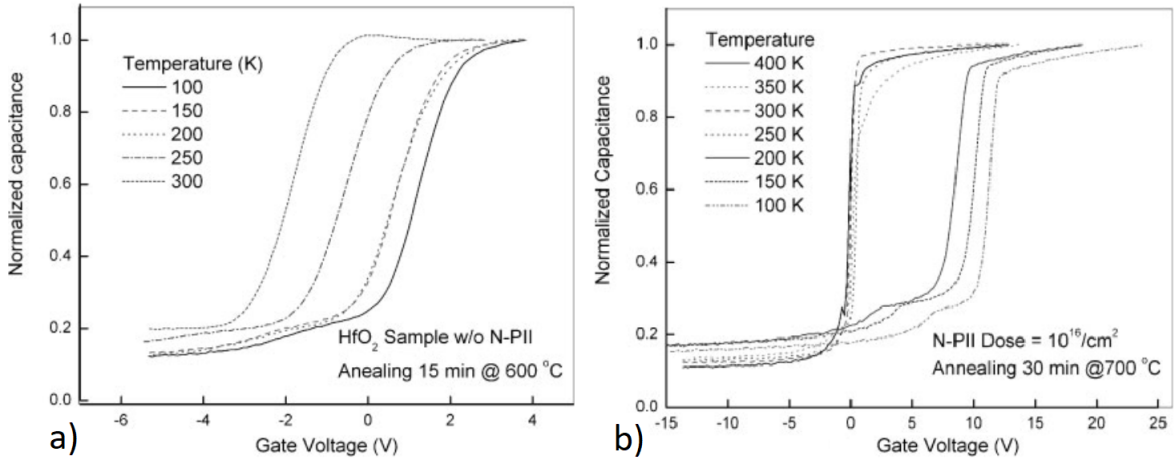 1.0
0.8
0.6
0.4
0.2
0.0
Normalized Capacitance
Temperature (K)
100
150
200
250
300
HfO2 Sample w/o N-PII
Anealing 15 min @ 600 °C
-6
-4
-2
0
2
4
Gate Voltage (V)
a)
1.0
0.8
0.6
0.4
0.2
0.0
Normalized Capacitance
Temperature
400 K
350 K
300 K
250 K
200 K
150 K
100 K
N-PII Dose = 10^16/cm^2
Annealing 30 min @700 °C
-15
-10
-5
0
5
10
15
20
25
Gate Voltage (V)
b)